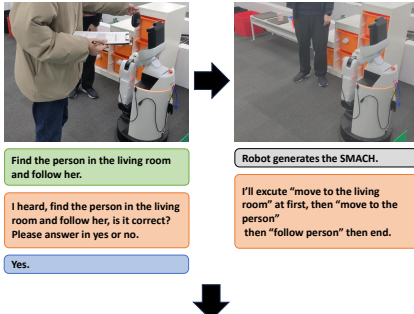 Find the person in the living room
and follow her.
I heard, find the person in the living
room and follow her, is it correct?
Please answer in yes or no.
Yes.
Robot generates the SMACH.
I'll excute “move to the living
room” at first, then “move to the
person”
then “follow person” then end.